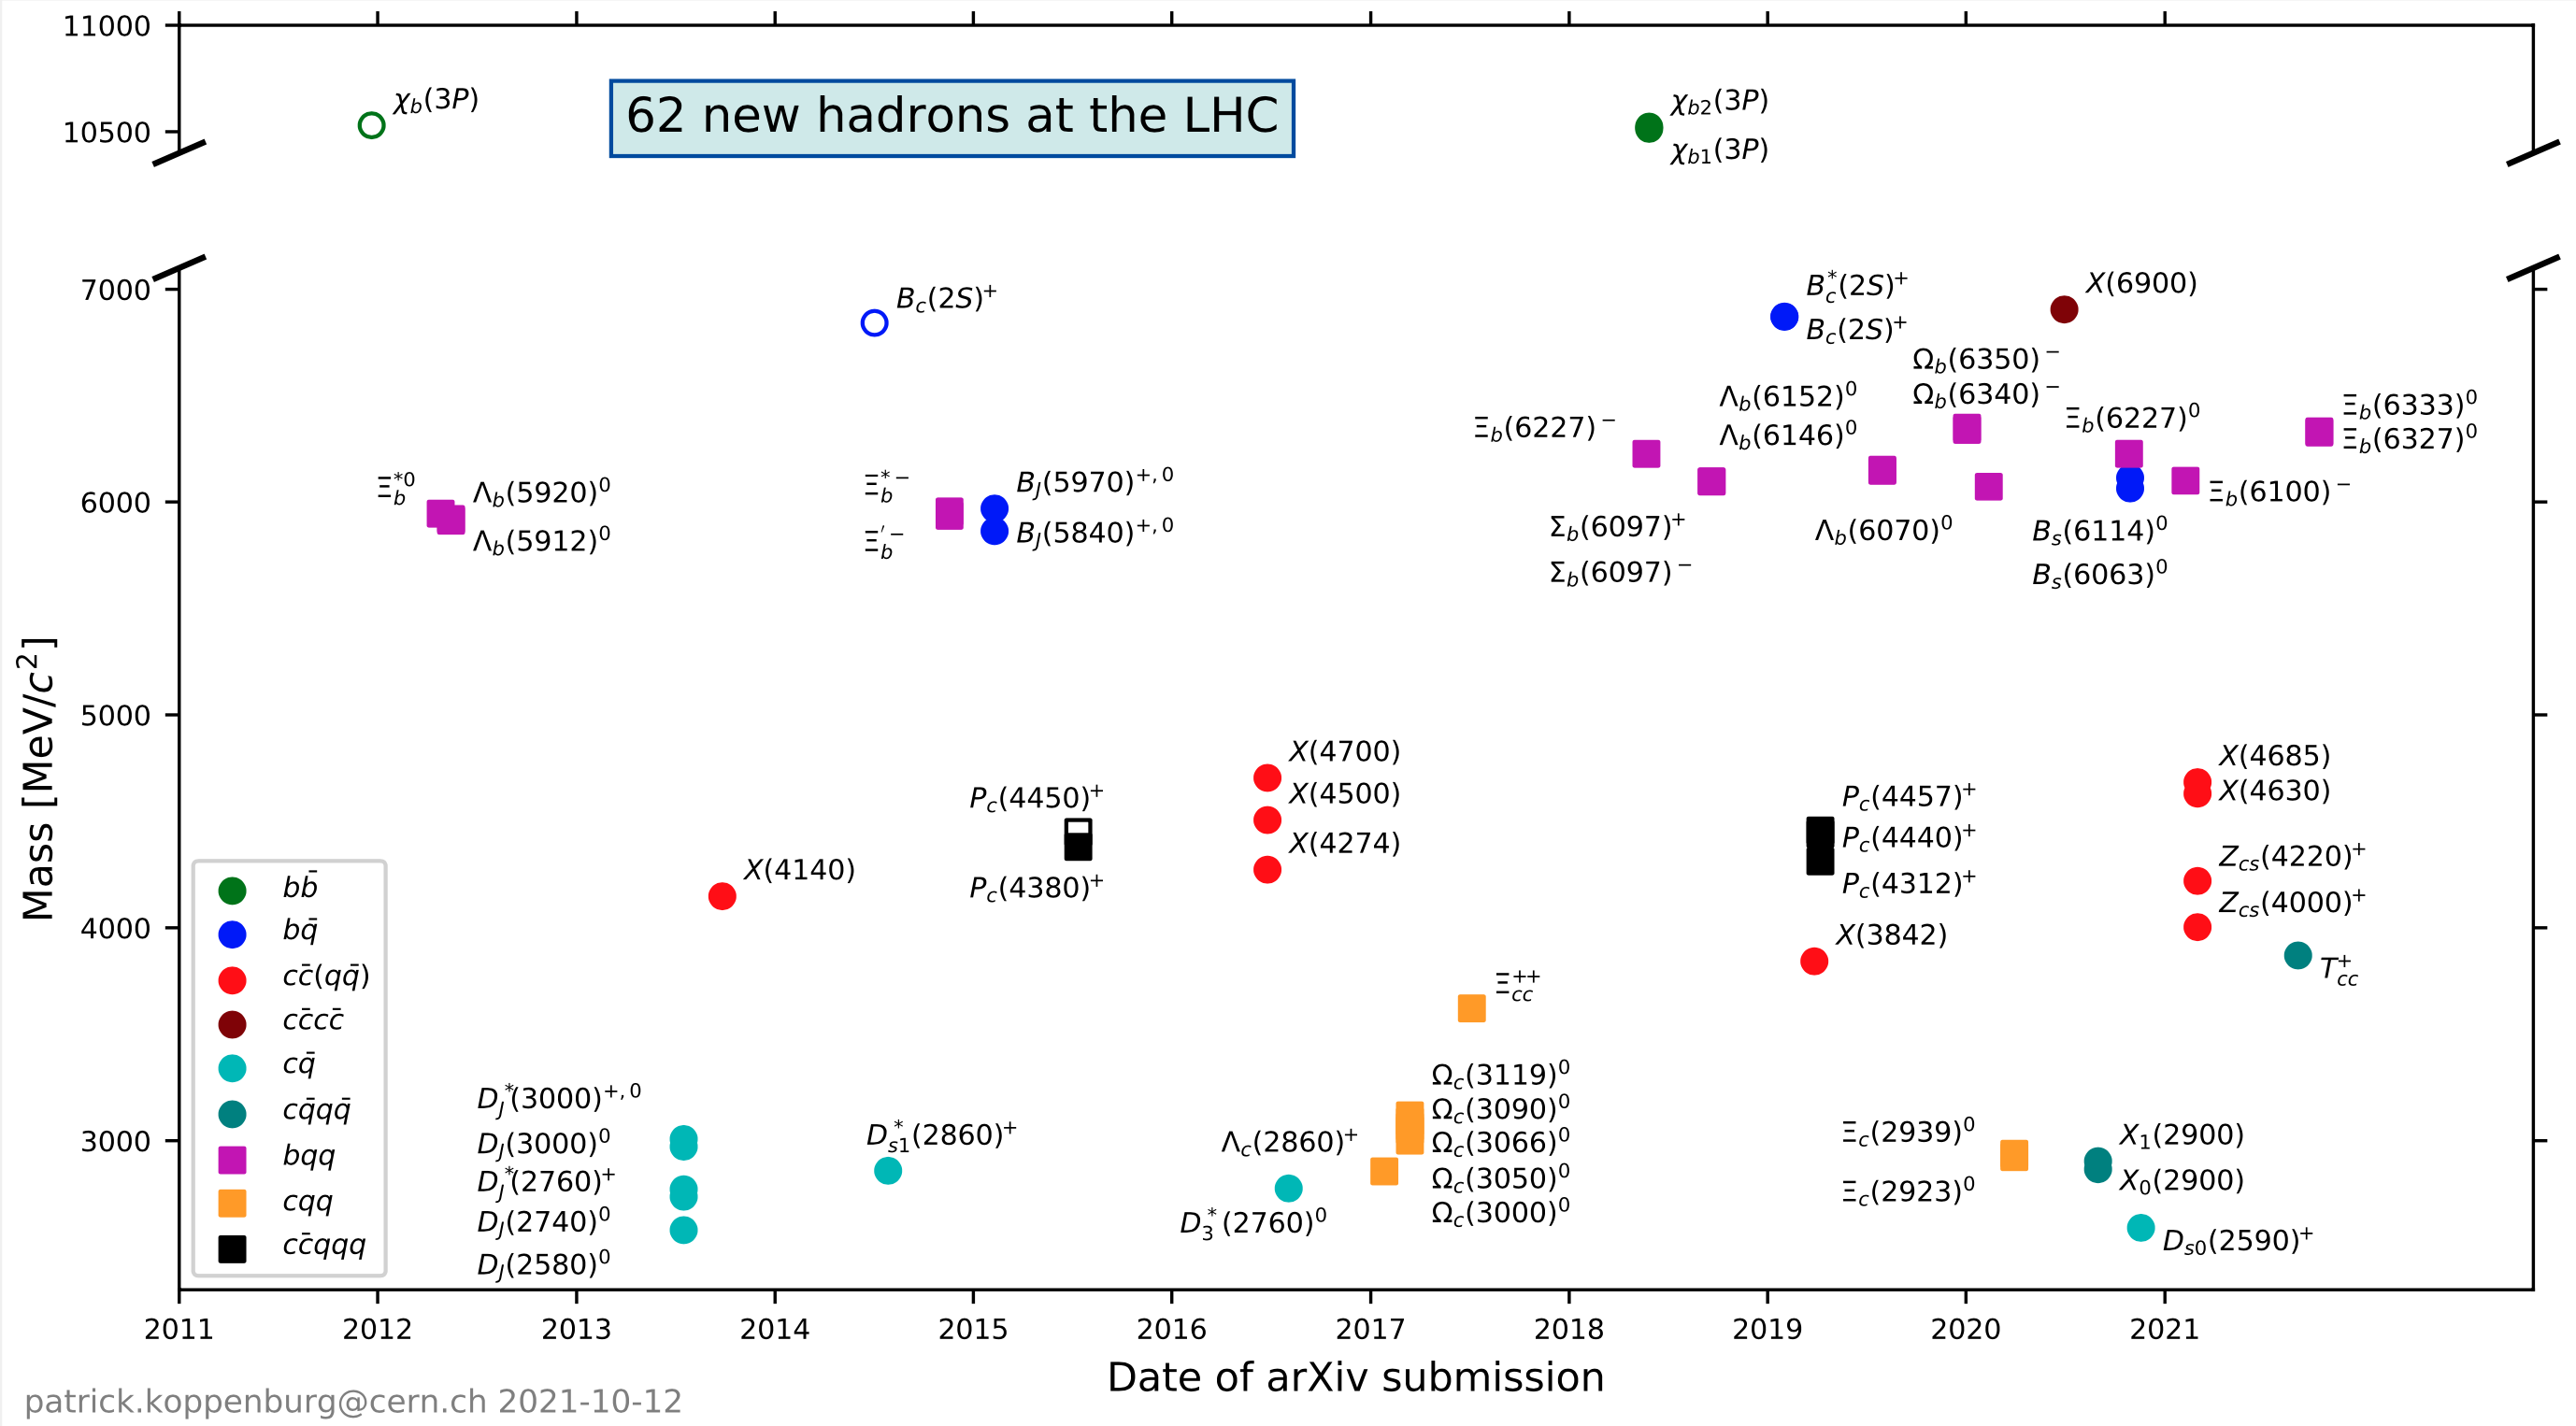 11000
10500
7000
6000
5000
4000
3000
Mass [MeV/c²]
62 new hadrons at the LHC
χb(3P)
χb2(3P)
χb1(3P)
Bc(2S)⁺
Bc*(2S)⁺
Bc(2S)⁺
X(6900)
Ωb(6350)⁻
Ωb(6340)⁻
Λb(6152)⁰
Λb(6146)⁰
Ξb(6227)⁻
Ξb(6227)⁰
Ξb(6333)⁰
Ξb(6327)⁰
Ξb*⁰
Λb(5920)⁰
Λb(5912)⁰
Ξb*⁻
Ξb′⁻
BJ(5970)⁺,⁰
BJ(5840)⁺,⁰
Σb(6097)⁺
Σb(6097)⁻
Λb(6070)⁰
Ξb(6100)⁻
Bs(6114)⁰
Bs(6063)⁰
X(4140)
Pc(4450)⁺
Pc(4380)⁺
X(4700)
X(4500)
X(4274)
Pc(4457)⁺
Pc(4440)⁺
Pc(4312)⁺
X(3842)
X(4685)
X(4630)
Zcs(4220)⁺
Zcs(4000)⁺
Tcc⁺
Ξcc⁺⁺
DJ*(3000)⁺,⁰
DJ(3000)⁰
DJ*(2760)⁺
DJ(2740)⁰
DJ(2580)⁰
Ds1*(2860)⁺
Λc(2860)⁺
D3*(2760)⁰
Ωc(3119)⁰
Ωc(3090)⁰
Ωc(3066)⁰
Ωc(3050)⁰
Ωc(3000)⁰
Ξc(2939)⁰
Ξc(2923)⁰
X1(2900)
X0(2900)
Ds0(2590)⁺
bb̄
bq̄
cc̄(qq̄)
cc̄cc̄
cq̄
cq̄qq̄
bqq
cqq
cc̄qqq
2011 2012 2013 2014 2015 2016 2017 2018 2019 2020 2021
Date of arXiv submission
patrick.koppenburg@cern.ch 2021-10-12